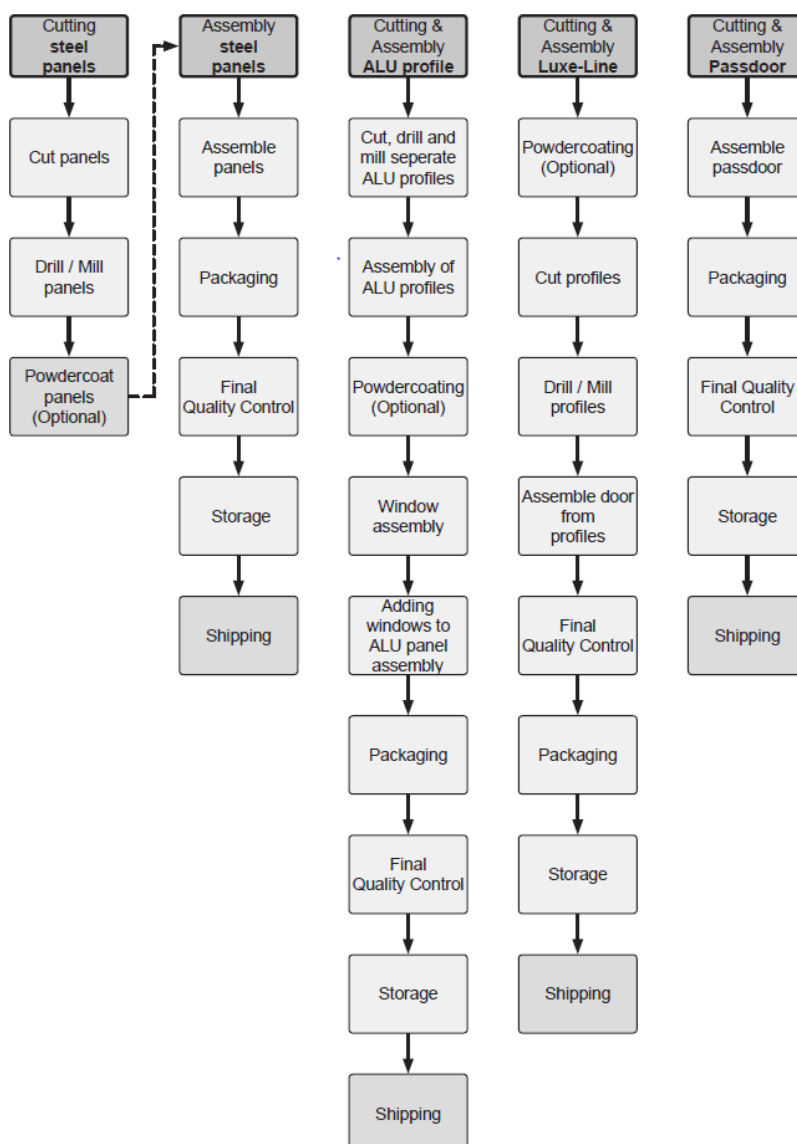 Cutting
steel
panels
Cut panels
Drill / Mill
panels
Powdercoat
panels
(Optional)
Assembly
steel
panels
Assemble
panels
Packaging
Final
Quality Control
Storage
Shipping
Cutting &
Assembly
ALU profile
Cut, drill and
mill seperate
ALU profiles
Assembly of
ALU profiles
Powdercoating
(Optional)
Window
assembly
Adding
windows to
ALU panel
assembly
Packaging
Final
Quality Control
Storage
Shipping
Cutting &
Assembly
Luxe-Line
Powdercoating
(Optional)
Cut profiles
Drill / Mill
profiles
Assemble door
from
profiles
Final
Quality Control
Packaging
Storage
Shipping
Cutting &
Assembly
Passdoor
Assemble
passdoor
Packaging
Final Quality
Control
Storage
Shipping